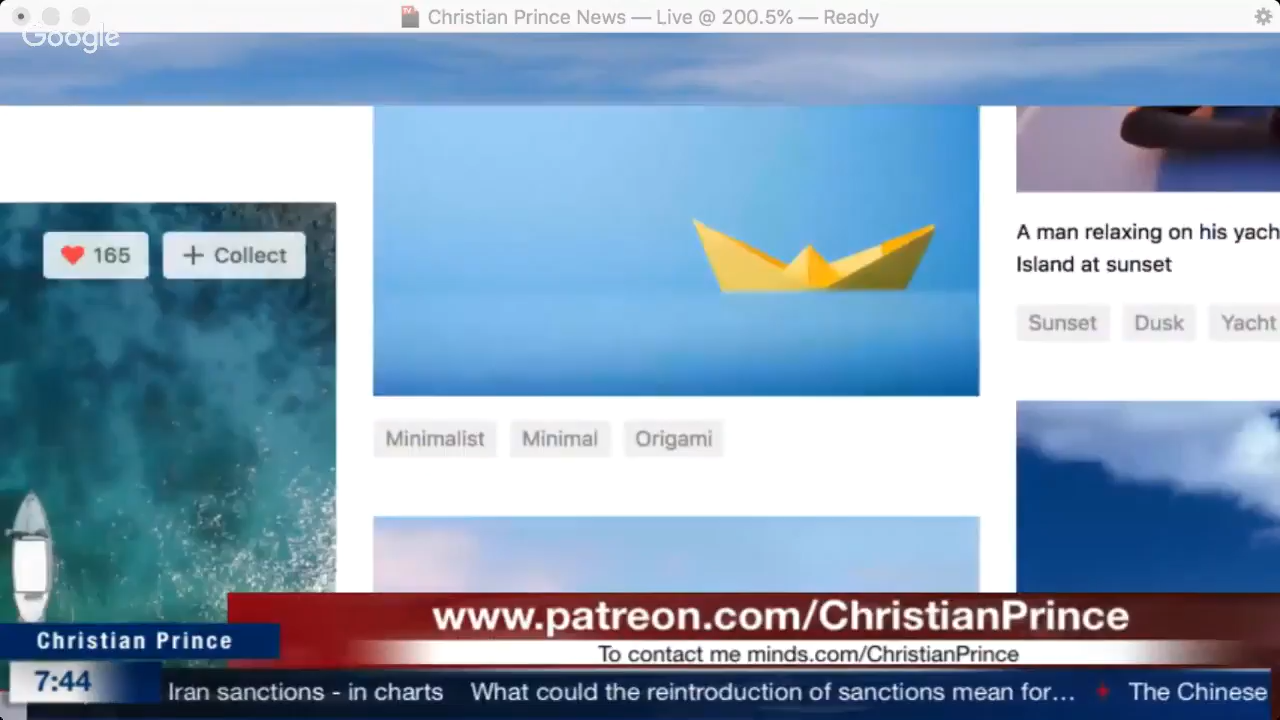 Christian Prince News — Live @ 200.5% — Ready
Google
165
+ Collect
A man relaxing on his yach
Island at sunset
Sunset Dusk Yacht
Minimalist Minimal Origami
www.patreon.com/ChristianPrince
To contact me minds.com/ChristianPrince
Christian Prince
7:44
Iran sanctions - in charts What could the reintroduction of sanctions mean for… The Chinese